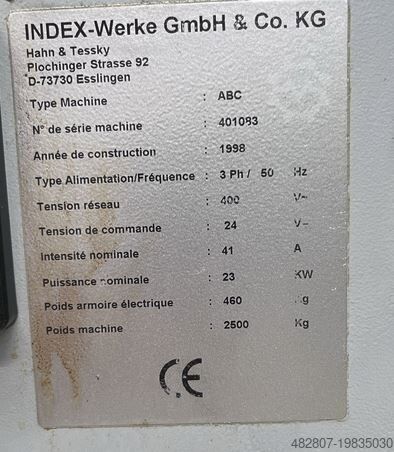 INDEX-Werke GmbH & Co. KG
Hahn & Tessky
Plochinger Strasse 92
D-73730 Esslingen
Type Machine : ABC
N° de série machine : 401093
Année de construction : 1998
Type Alimentation/Fréquence : 3 Ph / 50 Hz
Tension réseau : 400 V~
Tension de commande : 24 V–
Intensité nominale : 41 A
Puissance nominale : 23 KW
Poids armoire électrique : 460 Kg
Poids machine : 2500 Kg
CE
482807-19835030